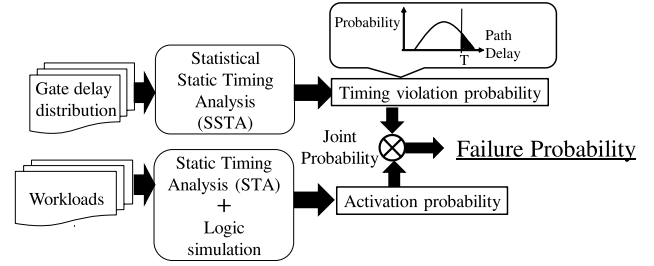 Probability
Path
Delay
T
Gate delay
distribution
Statistical
Static Timing
Analysis
(SSTA)
Timing violation probability
Joint
Probability
Failure Probability
Workloads
Static Timing
Analysis (STA)
+
Logic
simulation
Activation probability